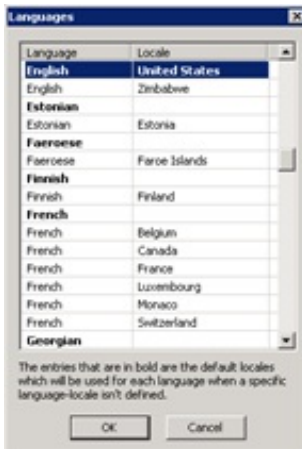 Languages
Language Locale
English United States
English Zimbabwe
Estonian
Estonian Estonia
Faeroese
Faeroese Faroe Islands
Finnish
Finnish Finland
French
French Belgium
French Canada
French France
French Luxembourg
French Monaco
French Switzerland
Georgian
The entries that are in bold are the default locales
which will be used for each language when a specific
language-locale isn't defined.
OK Cancel